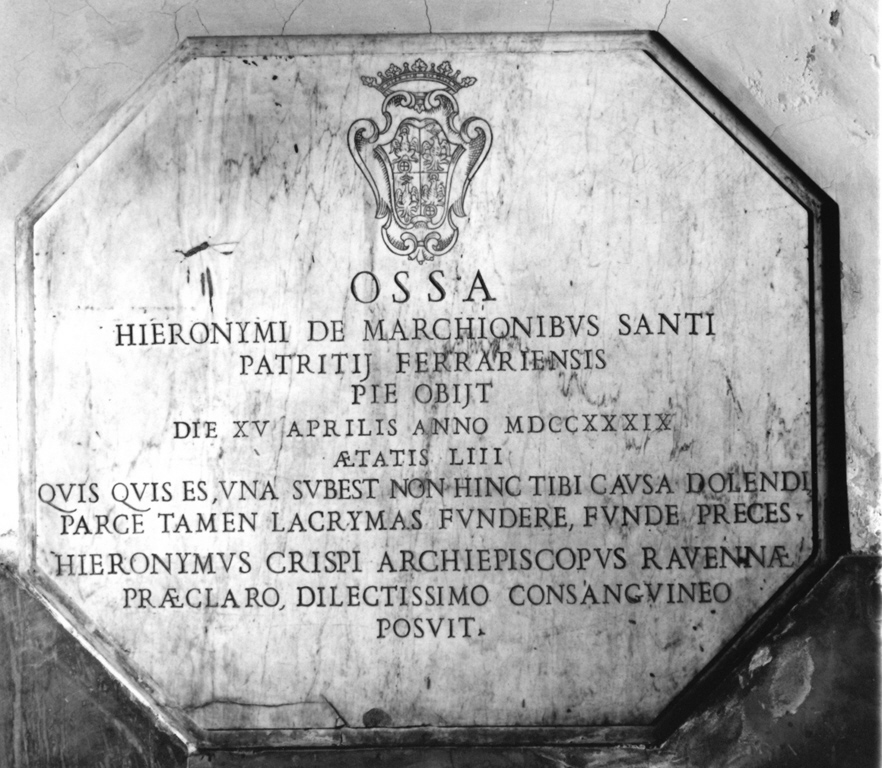 OSSA
HIERONYMI DE MARCHIONIBVS SANTI
PATRITIJ FERRARIENSIS
PIE OBIJT
DIE XV APRILIS ANNO MDCCXXXIX
ÆTATIS LIII
QVIS QVIS ES, VNA SVBEST NON HINC TIBI CAVSA DOLENDI
PARCE TAMEN LACRYMAS FVNDERE, FVNDE PRECES.
HIERONYMVS CRISPI ARCHIEPISCOPVS RAVENNÆ
PRÆCLARO, DILECTISSIMO CONSANGVINEO
POSVIT.